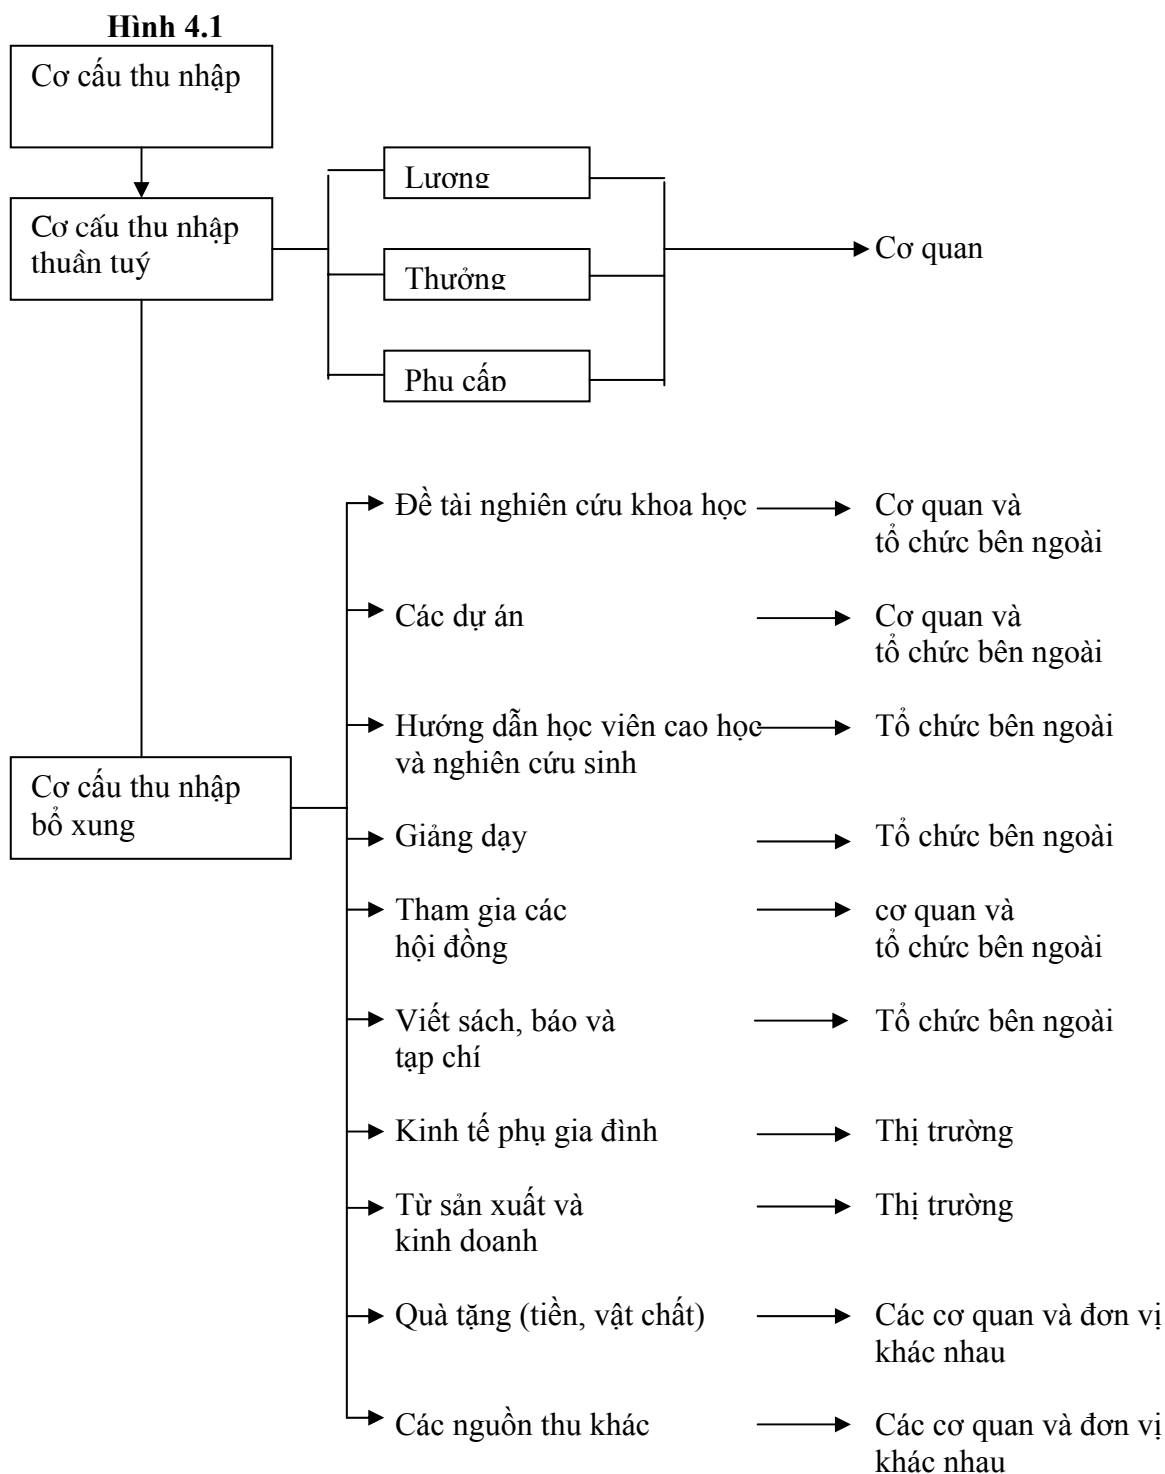 Hình 4.1
Cơ cấu thu nhập
Cơ cấu thu nhập
thuần tuý
Lương
Thưởng
Phụ cấp
Cơ quan
Đề tài nghiên cứu khoa học
Cơ quan và
tổ chức bên ngoài
Các dự án
Cơ quan và
tổ chức bên ngoài
Hướng dẫn học viên cao học
và nghiên cứu sinh
Tổ chức bên ngoài
Cơ cấu thu nhập
bổ xung
Giảng dạy
Tổ chức bên ngoài
Tham gia các
hội đồng
cơ quan và
tổ chức bên ngoài
Viết sách, báo và
tạp chí
Tổ chức bên ngoài
Kinh tế phụ gia đình
Thị trường
Từ sản xuất và
kinh doanh
Thị trường
Quà tặng (tiền, vật chất)
Các cơ quan và đơn vị
khác nhau
Các nguồn thu khác
Các cơ quan và đơn vị
khác nhau